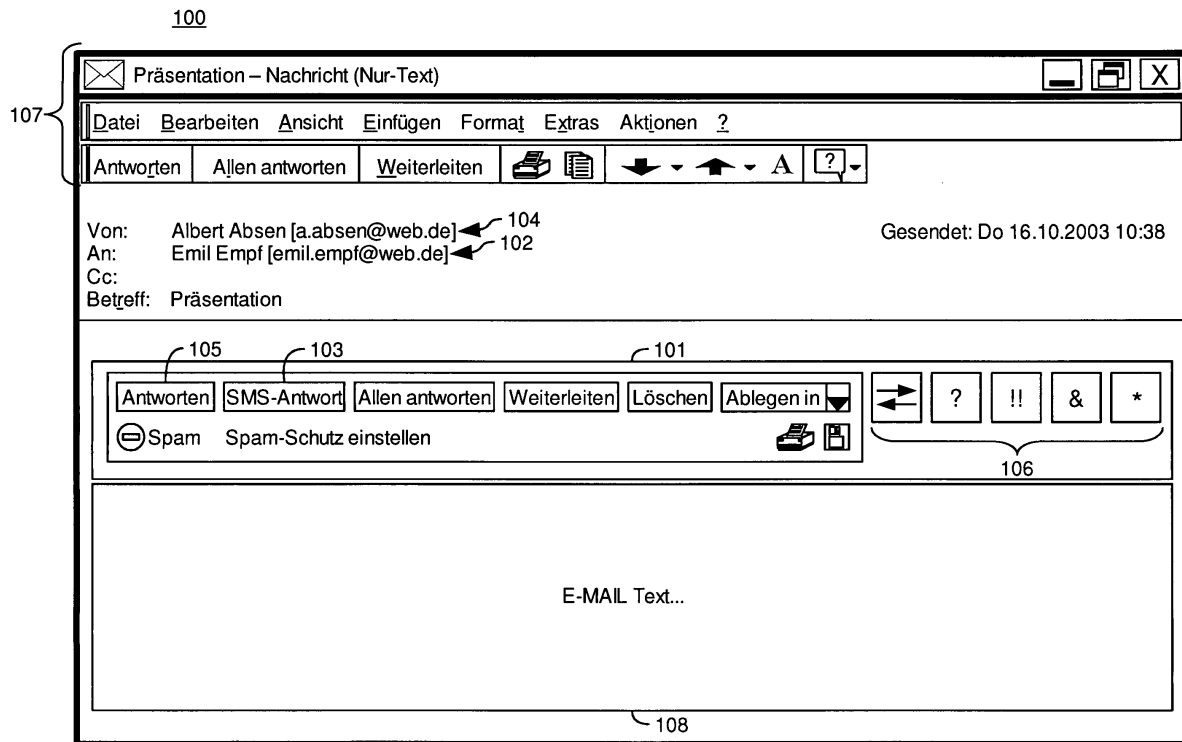 100
Präsentation – Nachricht (Nur-Text) X
107
Datei Bearbeiten Ansicht Einfügen Format Extras Aktionen ?
Antworten Allen antworten Weiterleiten A ?
Von: Albert Absen [a.absen@web.de] 104 Gesendet: Do 16.10.2003 10:38
An: Emil Empf [emil.empf@web.de] 102
Cc:
Betreff: Präsentation
105 103 101
Antworten SMS-Antwort Allen antworten Weiterleiten Löschen Ablegen in ? !! & *
Spam Spam-Schutz einstellen
106
E-MAIL Text...
108